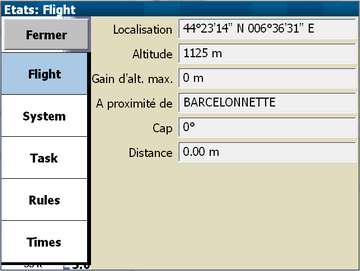 Etats: Flight
Fermer
Flight
System
Task
Rules
Times
Localisation 44°23'14" N 006°36'31" E
Altitude 1125 m
Gain d'alt. max. 0 m
A proximité de BARCELONNETTE
Cap 0°
Distance 0.00 m